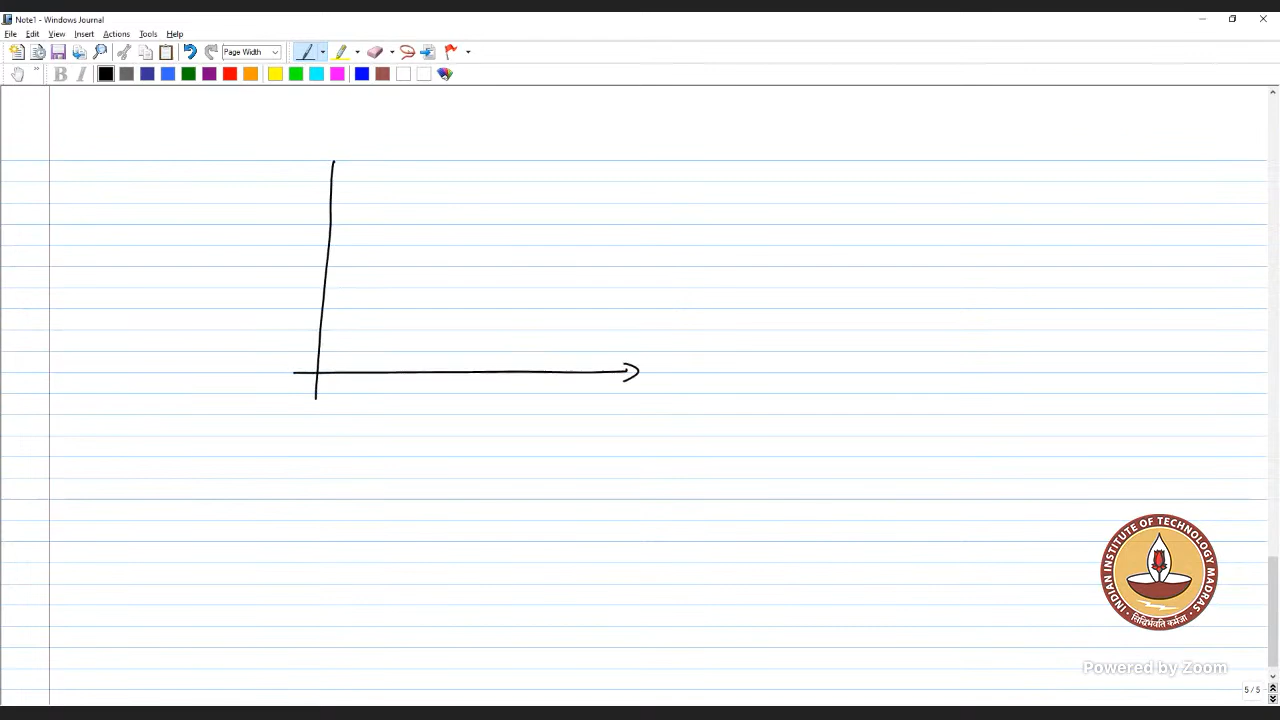 Note1 - Windows Journal
File Edit View Insert Actions Tools Help
Page Width
B I
INDIAN INSTITUTE OF TECHNOLOGY MADRAS
सिद्धिर्भवति कर्मजा
Powered by Zoom
5 / 5